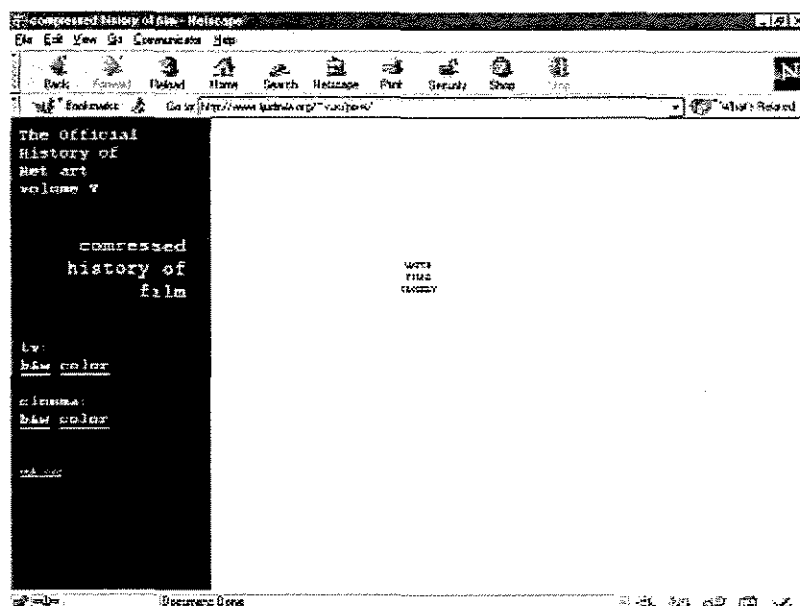 compressed history of film - Netscape
File Edit View Go Communicator Help
Back Forward Reload Home Search Netscape Print Security Shop Stop
Bookmarks Go to: What's Related
The Official
History of
Net art
volume
comressed
history of
film
tv:
b&w color
cinema:
b&w color
Document: Done